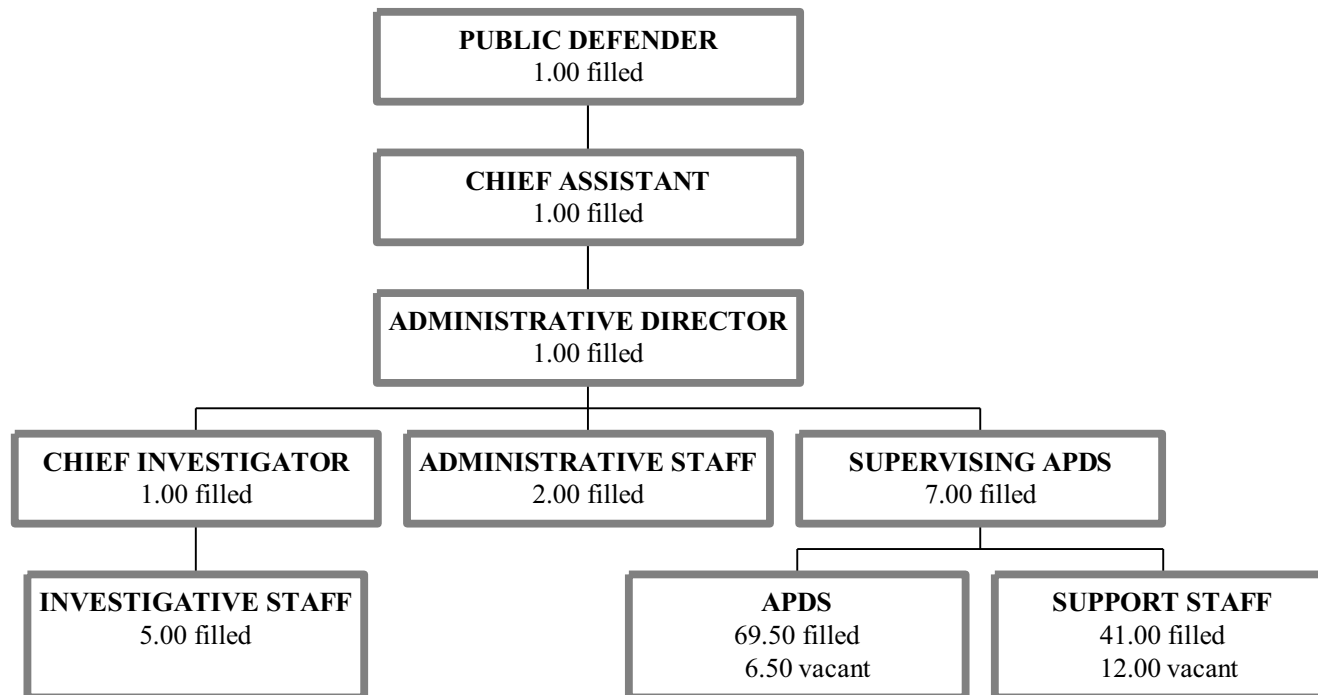 PUBLIC DEFENDER
1.00 filled
CHIEF ASSISTANT
1.00 filled
ADMINISTRATIVE DIRECTOR
1.00 filled
CHIEF INVESTIGATOR
1.00 filled
ADMINISTRATIVE STAFF
2.00 filled
SUPERVISING APDS
7.00 filled
INVESTIGATIVE STAFF
5.00 filled
APDS
69.50 filled
6.50 vacant
SUPPORT STAFF
41.00 filled
12.00 vacant